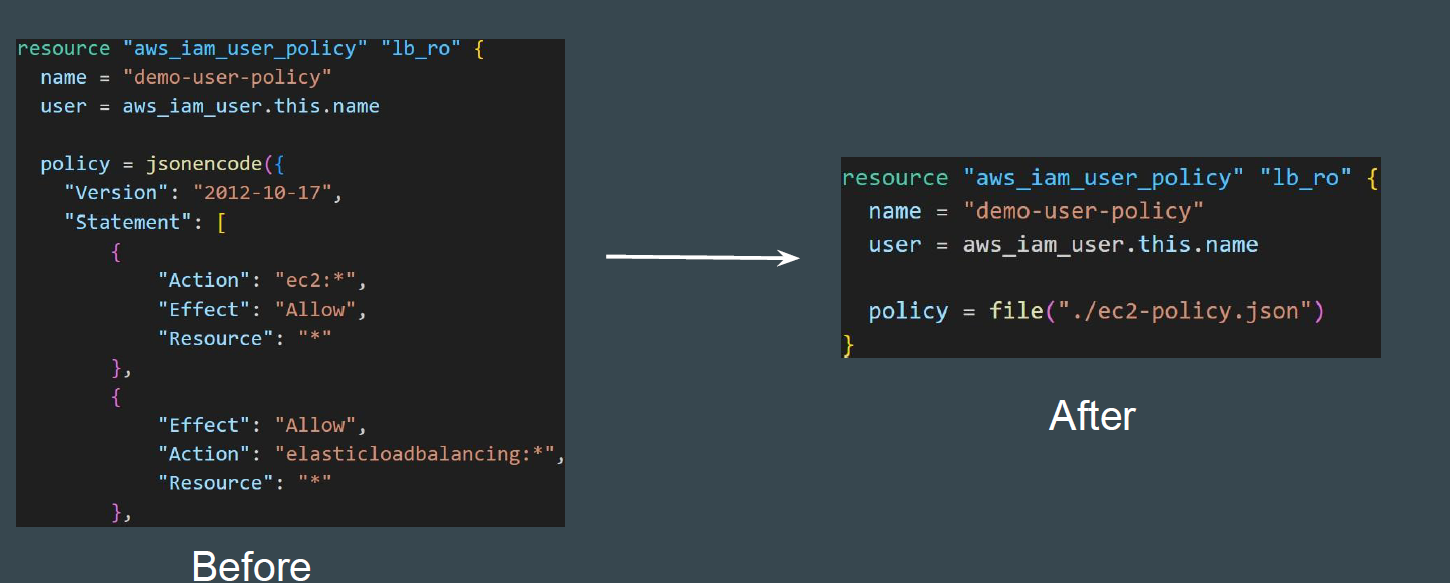 resource "aws_iam_user_policy" "lb_ro" {
  name = "demo-user-policy"
  user = aws_iam_user.this.name

  policy = jsonencode({
    "Version": "2012-10-17",
    "Statement": [
        {
            "Action": "ec2:*",
            "Effect": "Allow",
            "Resource": "*"
        },
        {
            "Effect": "Allow",
            "Action": "elasticloadbalancing:*",
            "Resource": "*"
        },
Before
resource "aws_iam_user_policy" "lb_ro" {
  name = "demo-user-policy"
  user = aws_iam_user.this.name

  policy = file("./ec2-policy.json")
}
After